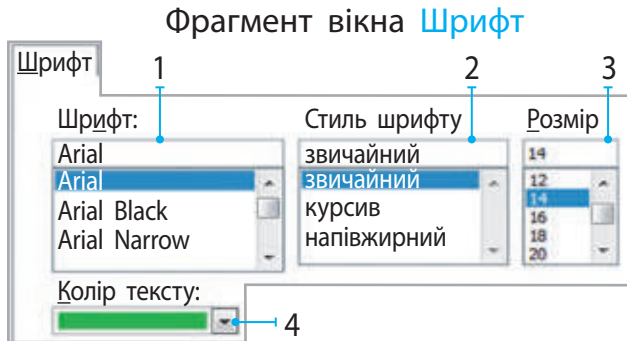 Фрагмент вікна Шрифт
Шрифт 1 2 3
Шрифт: Стиль шрифту Розмір
Arial звичайний 14
Arial звичайний 12
14
Arial Black курсив 16
Arial Narrow напівжирний 18
20
Колір тексту:
4